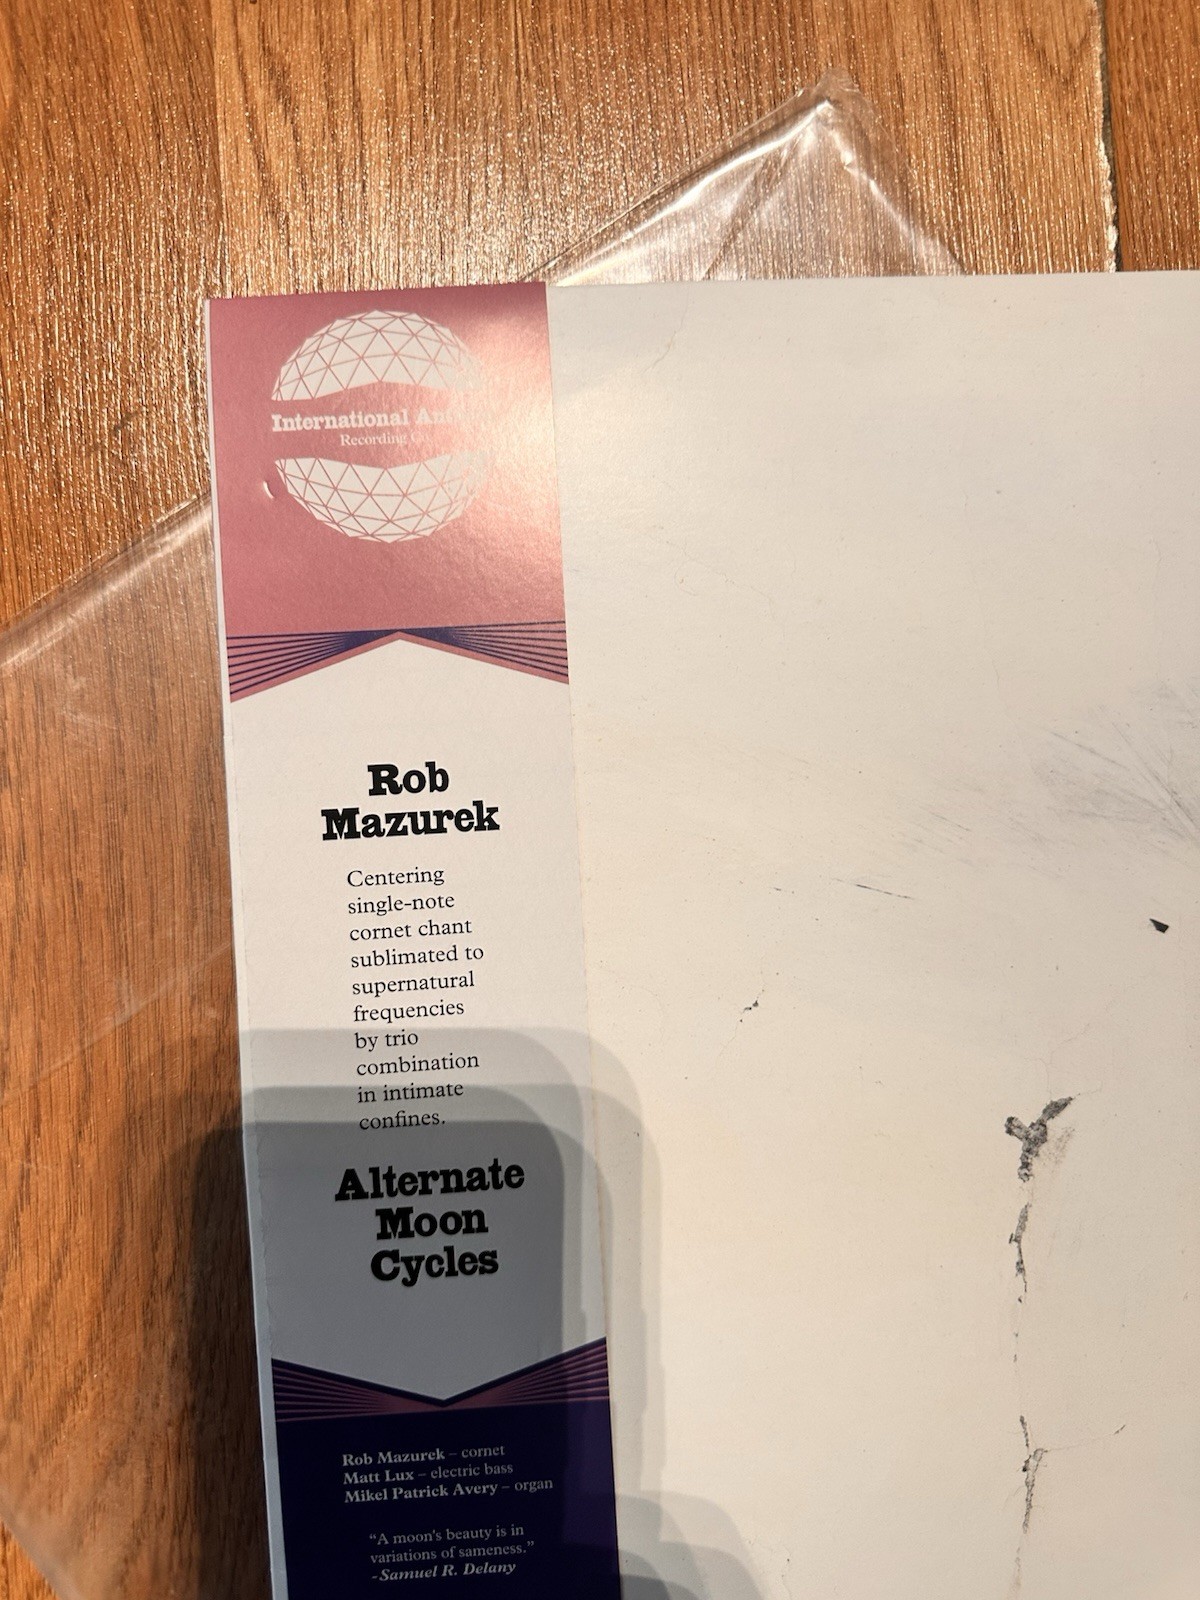 International
Recording
Rob
Mazurek
Centering
single-note
cornet chant
sublimated to
supernatural
frequencies
by trio
combination
in intimate
confines.
Alternate
Moon
Cycles
Rob Mazurek – cornet
Matt Lux – electric bass
Mikel Patrick Avery – organ
“A moon's beauty is in
variations of sameness.”
-Samuel R. Delany